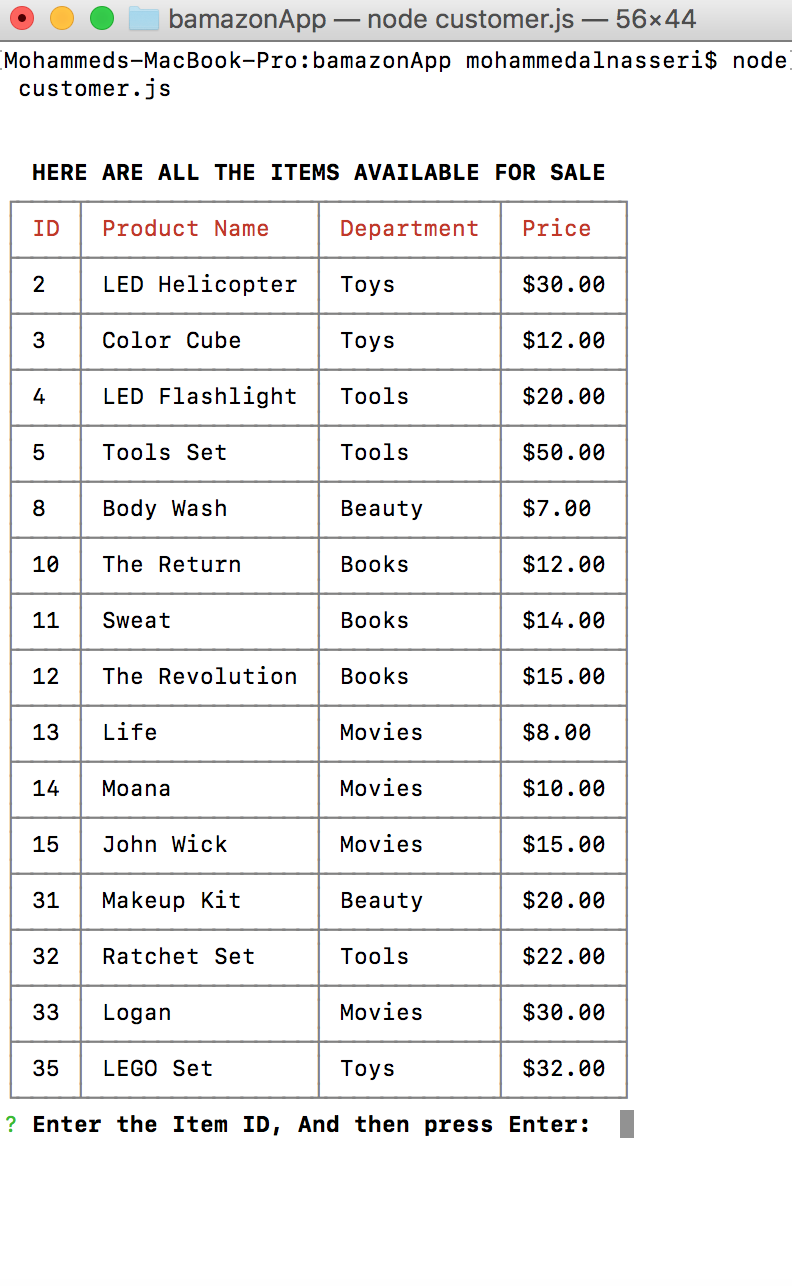 bamazonApp — node customer.js — 56×44
[Mohammeds-MacBook-Pro:bamazonApp mohammedalnasseri$ node]
customer.js
HERE ARE ALL THE ITEMS AVAILABLE FOR SALE
ID Product Name Department Price
2 LED Helicopter Toys $30.00
3 Color Cube Toys $12.00
4 LED Flashlight Tools $20.00
5 Tools Set Tools $50.00
8 Body Wash Beauty $7.00
10 The Return Books $12.00
11 Sweat Books $14.00
12 The Revolution Books $15.00
13 Life Movies $8.00
14 Moana Movies $10.00
15 John Wick Movies $15.00
31 Makeup Kit Beauty $20.00
32 Ratchet Set Tools $22.00
33 Logan Movies $30.00
35 LEGO Set Toys $32.00
? Enter the Item ID, And then press Enter: